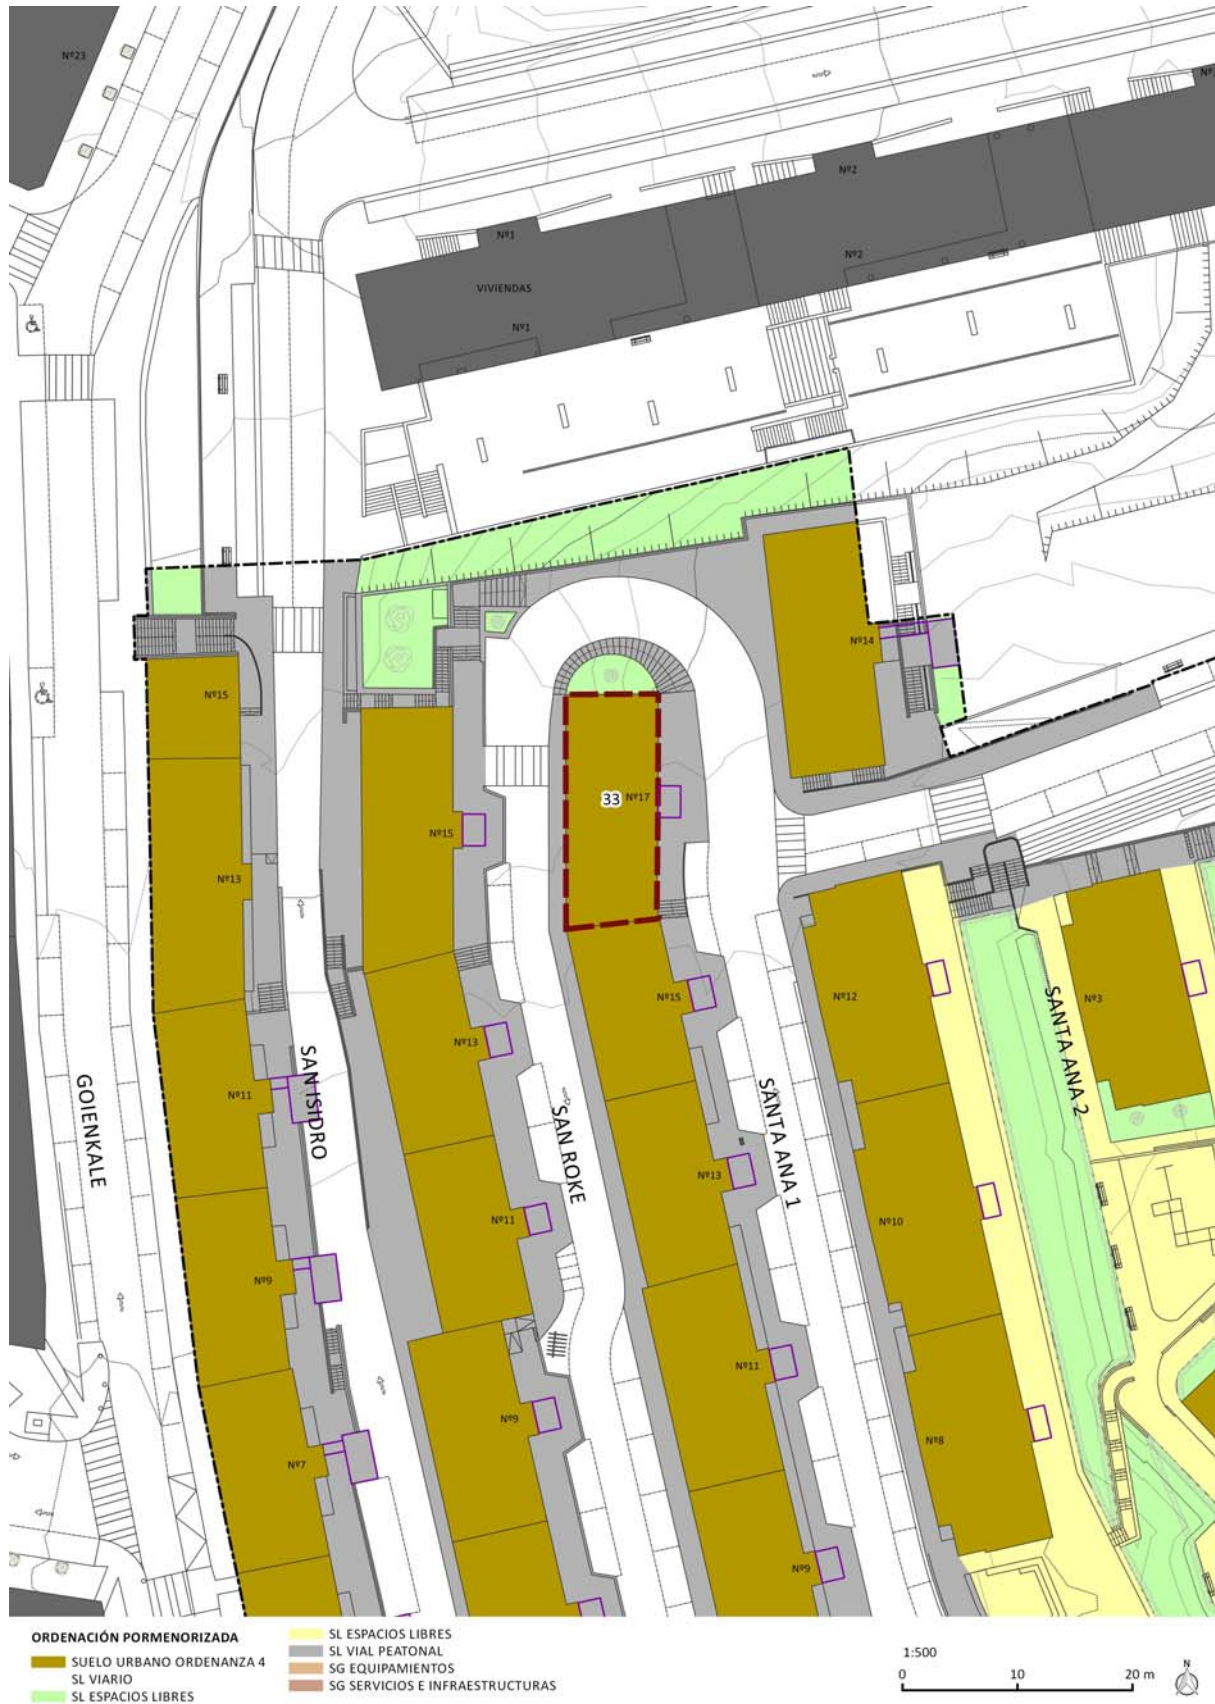 Nº23
Nº
Nº2
Nº1
Nº2
VIVIENDAS
Nº1
Nº14
Nº15
33 Nº17
Nº15
Nº13
Nº12
Nº15
Nº3
SANTA ANA 2
Nº13
SAN ISIDRO
GOIENKALE
Nº11
SAN ROKE
SANTA ANA 1
Nº13
Nº11
Nº10
Nº9
Nº11
Nº9
Nº8
Nº7
Nº9
ORDENACIÓN PORMENORIZADA
SUELO URBANO ORDENANZA 4
SL VIARIO
SL ESPACIOS LIBRES
SL ESPACIOS LIBRES
SL VIAL PEATONAL
SG EQUIPAMIENTOS
SG SERVICIOS E INFRAESTRUCTURAS
1:500
0 10 20 m
N